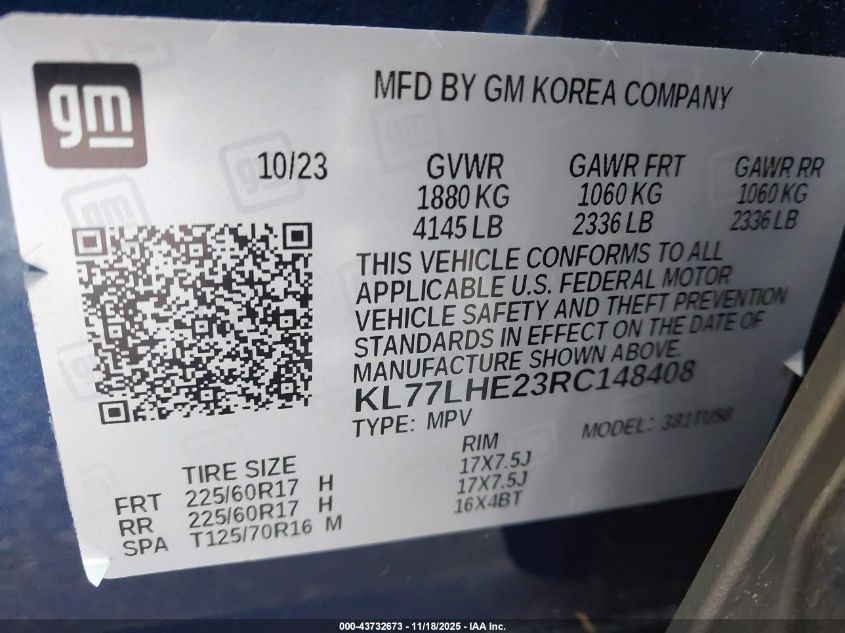 gm
MFD BY GM KOREA COMPANY
10/23 GVWR GAWR FRT GAWR RR
1880 KG 1060 KG 1060 KG
4145 LB 2336 LB 2336 LB
THIS VEHICLE CONFORMS TO ALL
APPLICABLE U.S. FEDERAL MOTOR
VEHICLE SAFETY AND THEFT PREVENTION
STANDARDS IN EFFECT ON THE DATE OF
MANUFACTURE SHOWN ABOVE.
KL77LHE23RC148408
TYPE: MPV MODEL: 381TU58
TIRE SIZE RIM
FRT 225/60R17 H 17X7.5J
RR 225/60R17 H 17X7.5J
SPA T125/70R16 M 16X4BT
000-43732673 - 11/18/2025 - IAA Inc.